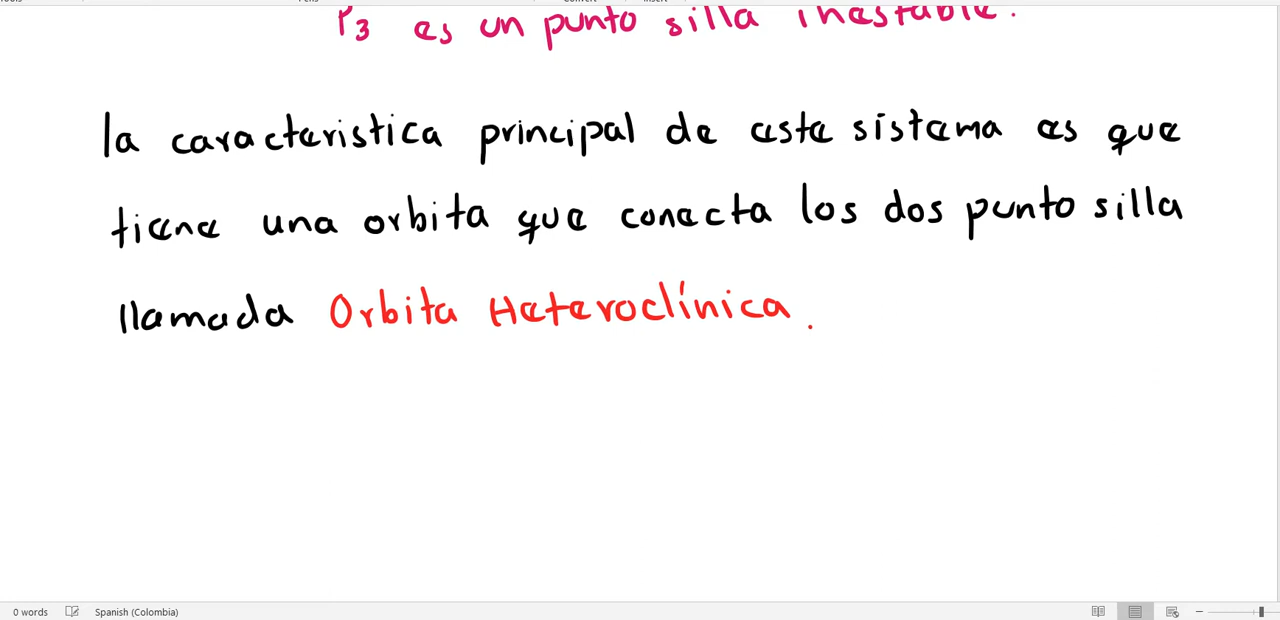 P3 es un punto silla inestable.
la caracteristica principal de este sistema es que
tiene una orbita que conecta los dos punto silla
llamada Orbita Heteroclínica.
0 words Spanish (Colombia)